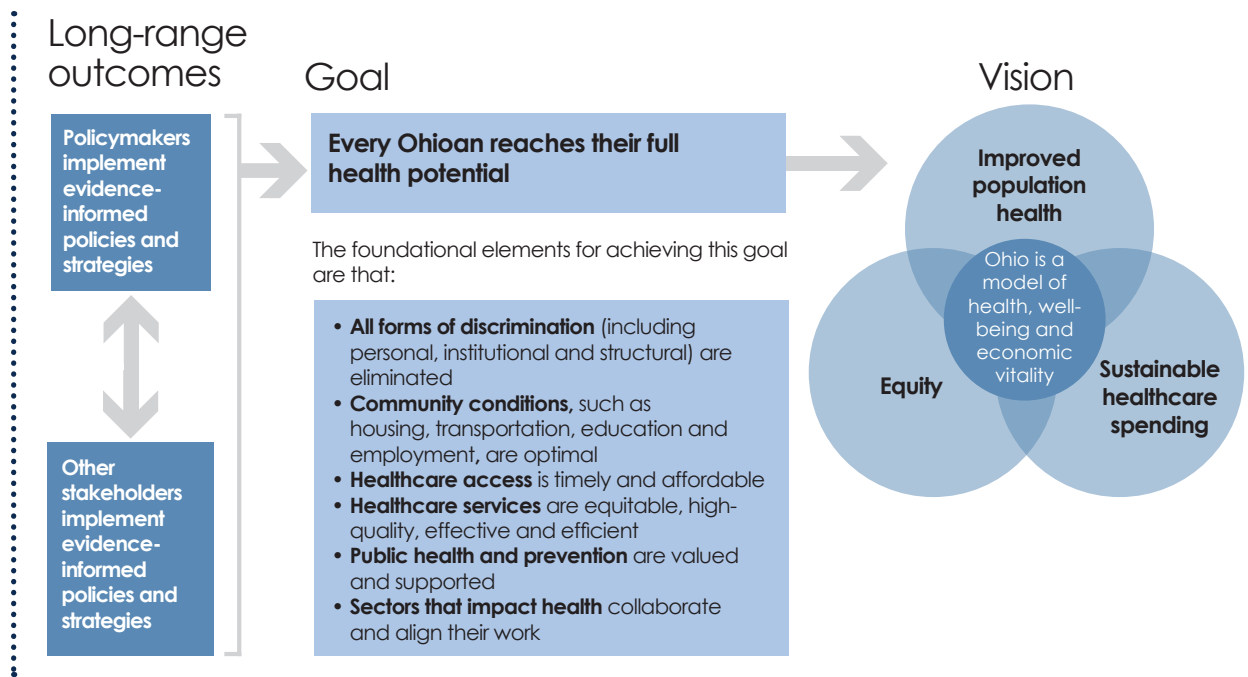 Long-range
outcomes
Policymakers
implement
evidence-
informed
policies and
strategies
Other
stakeholders
implement
evidence-
informed
policies and
strategies
Goal
Every Ohioan reaches their full
health potential
The foundational elements for achieving this goal
are that:
• All forms of discrimination (including
personal, institutional and structural) are
eliminated
• Community conditions, such as
housing, transportation, education and
employment, are optimal
• Healthcare access is timely and affordable
• Healthcare services are equitable, high-
quality, effective and efficient
• Public health and prevention are valued
and supported
• Sectors that impact health collaborate
and align their work
Vision
Improved
population
health
Ohio is a
model of
health, well-
being and
economic
vitality
Equity
Sustainable
healthcare
spending